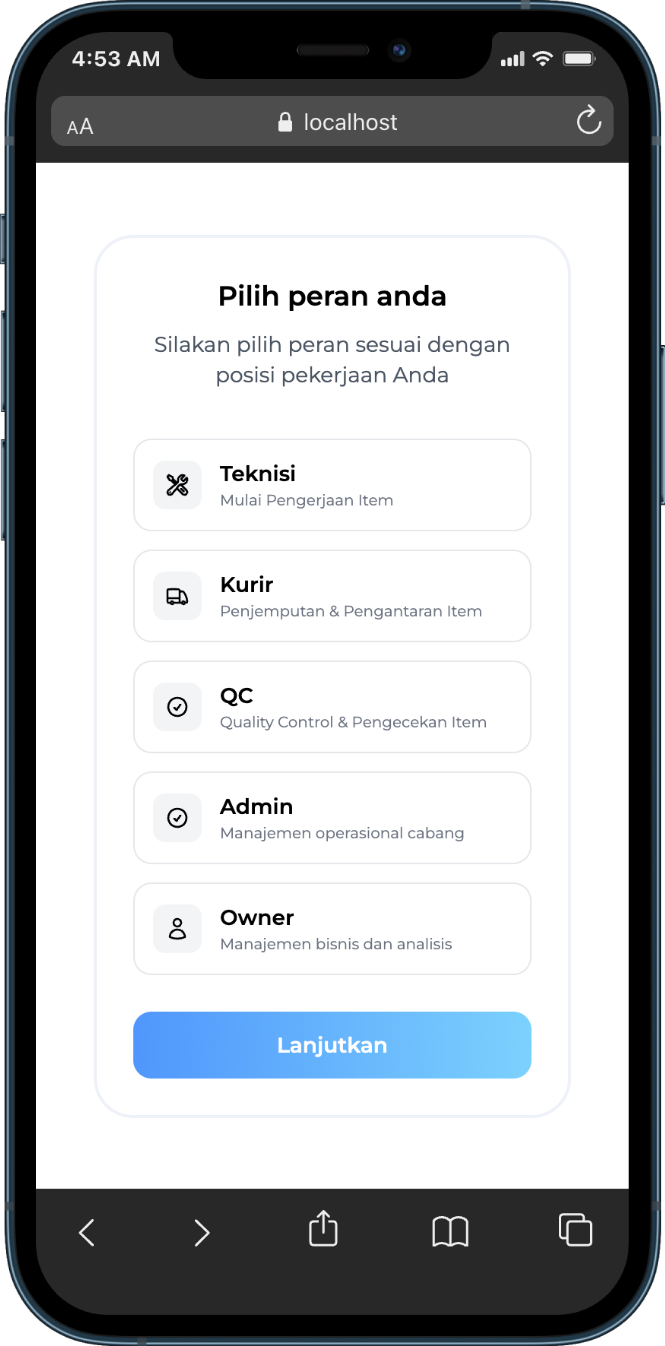 4:53 AM
AA
localhost
Pilih peran anda
Silakan pilih peran sesuai dengan
posisi pekerjaan Anda
Teknisi
Mulai Pengerjaan Item
Kurir
Penjemputan & Pengantaran Item
QC
Quality Control & Pengecekan Item
Admin
Manajemen operasional cabang
Owner
Manajemen bisnis dan analisis
Lanjutkan